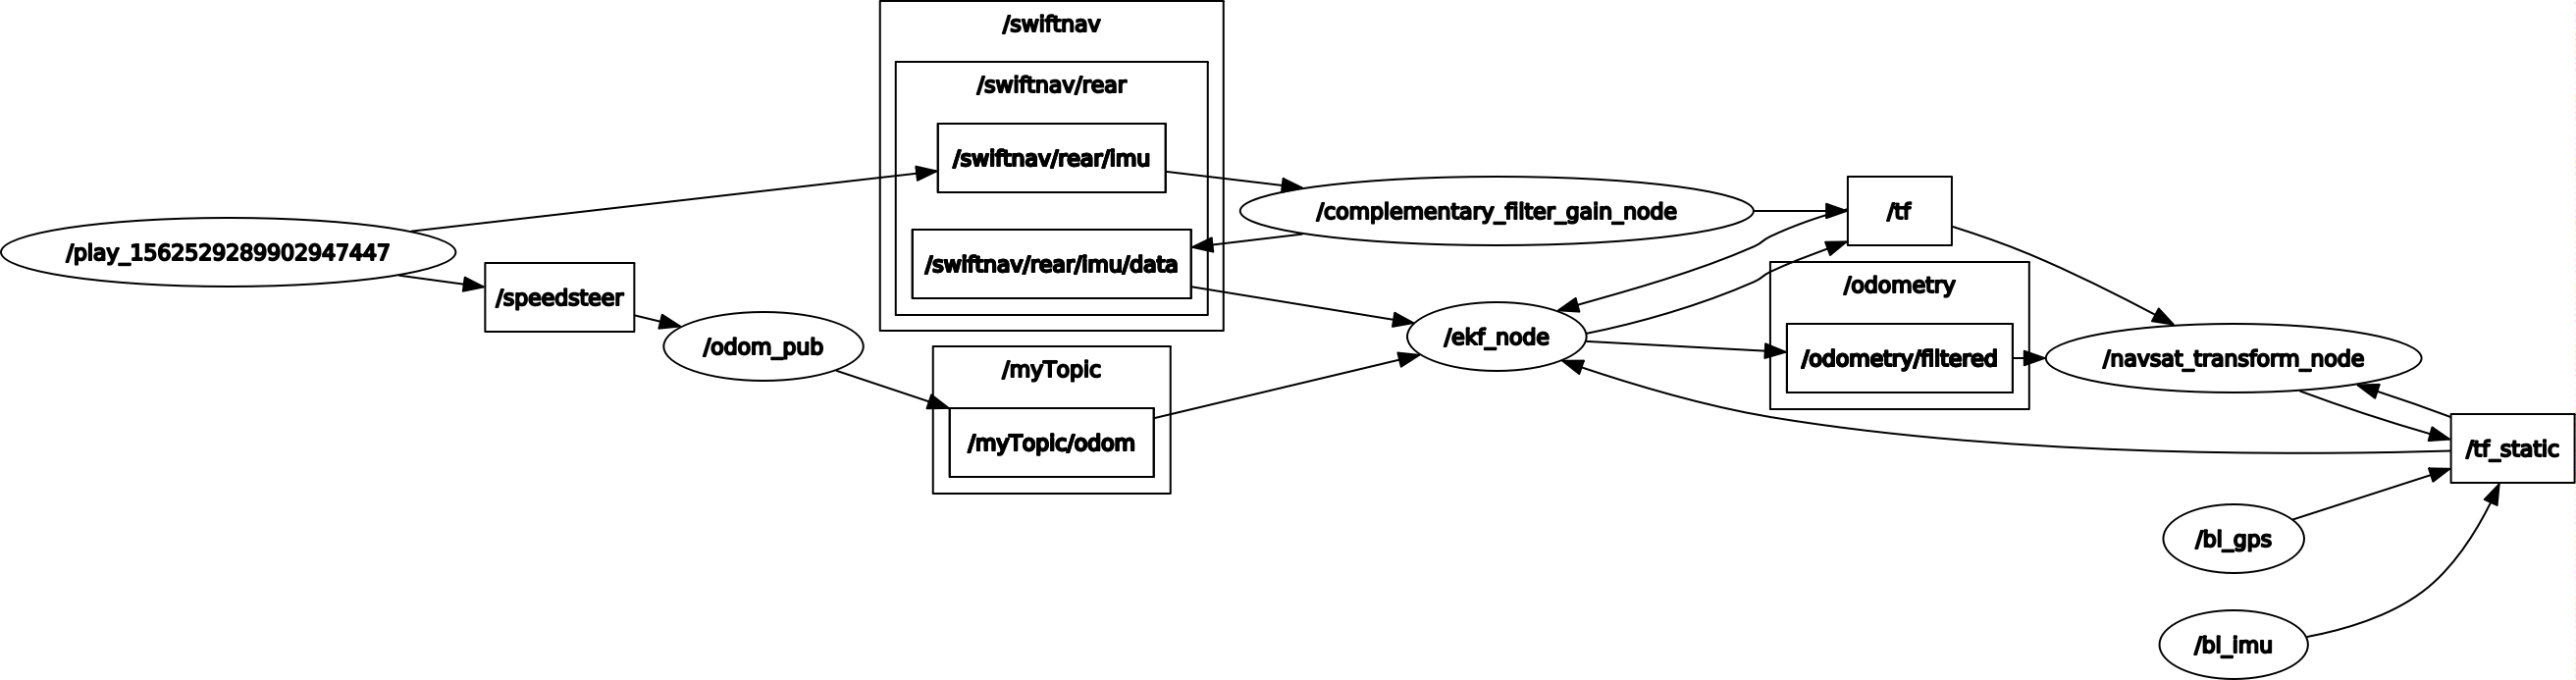 /swiftnav
/swiftnav/rear
/swiftnav/rear/imu
/swiftnav/rear/imu/data
/play_1562529289902947447
/speedsteer
/odom_pub
/myTopic
/myTopic/odom
/complementary_filter_gain_node
/ekf_node
/tf
/odometry
/odometry/filtered
/navsat_transform_node
/tf_static
/bl_gps
/bl_imu